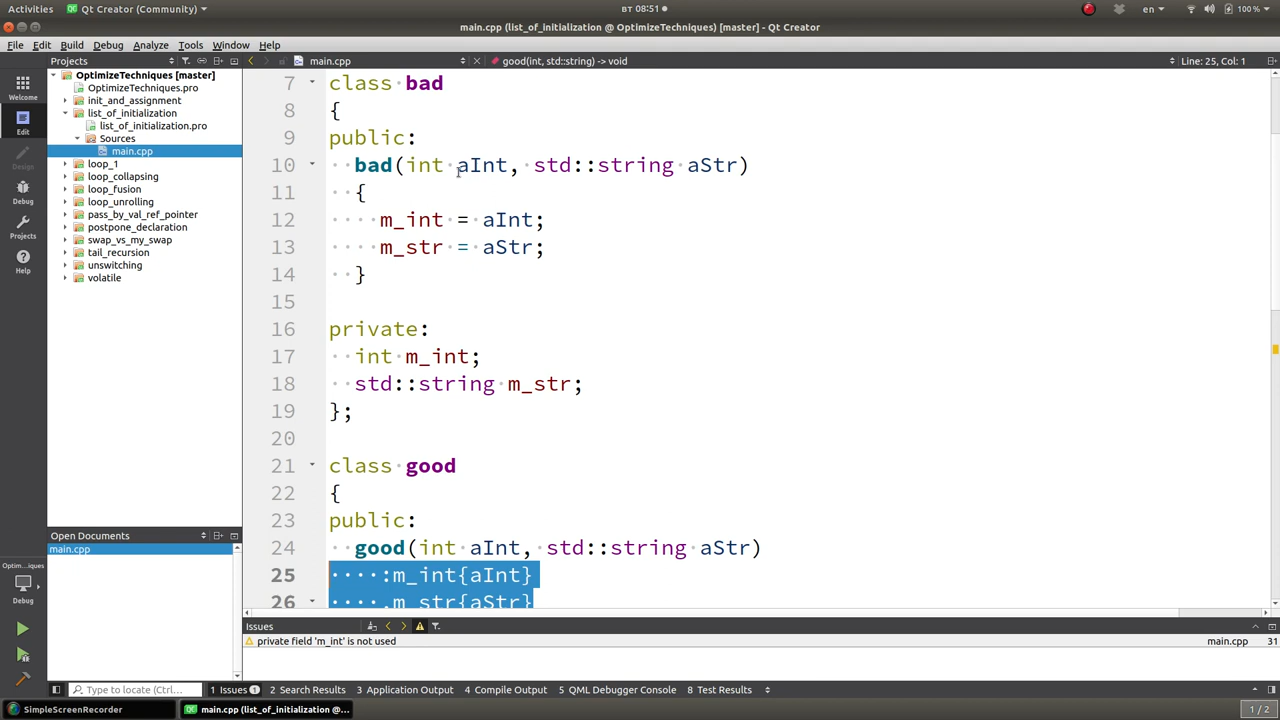 Activities
Qt Creator (Community)
вт 08:51
en
100 %
main.cpp (list_of_initialization @ OptimizeTechniques) [master] - Qt Creator
File Edit Build Debug Analyze Tools Window Help
Projects
main.cpp
good(int, std::string) -> void
Line: 25, Col: 1
Welcome
Edit
Design
Debug
Projects
Help
OptimizeTechniques [master]
OptimizeTechniques.pro
init_and_assignment
list_of_initialization
list_of_initialization.pro
Sources
main.cpp
loop_1
loop_collapsing
loop_fusion
loop_unrolling
pass_by_val_ref_pointer
postpone_declaration
swap_vs_my_swap
tail_recursion
unswitching
volatile
7 class bad
8 {
9 public:
10 bad(int aInt, std::string aStr)
11 {
12 m_int = aInt;
13 m_str = aStr;
14 }
15
16 private:
17 int m_int;
18 std::string m_str;
19 };
20
21 class good
22 {
23 public:
24 good(int aInt, std::string aStr)
25 :m_int{aInt}
26 ,m_str{aStr}
Open Documents
main.cpp
Optim...iques
Debug
Issues
private field 'm_int' is not used
main.cpp
31
Type to locate (Ctrl...
1 Issues 1
2 Search Results
3 Application Output
4 Compile Output
5 QML Debugger Console
8 Test Results
SimpleScreenRecorder
main.cpp (list_of_initialization @...
1 / 2